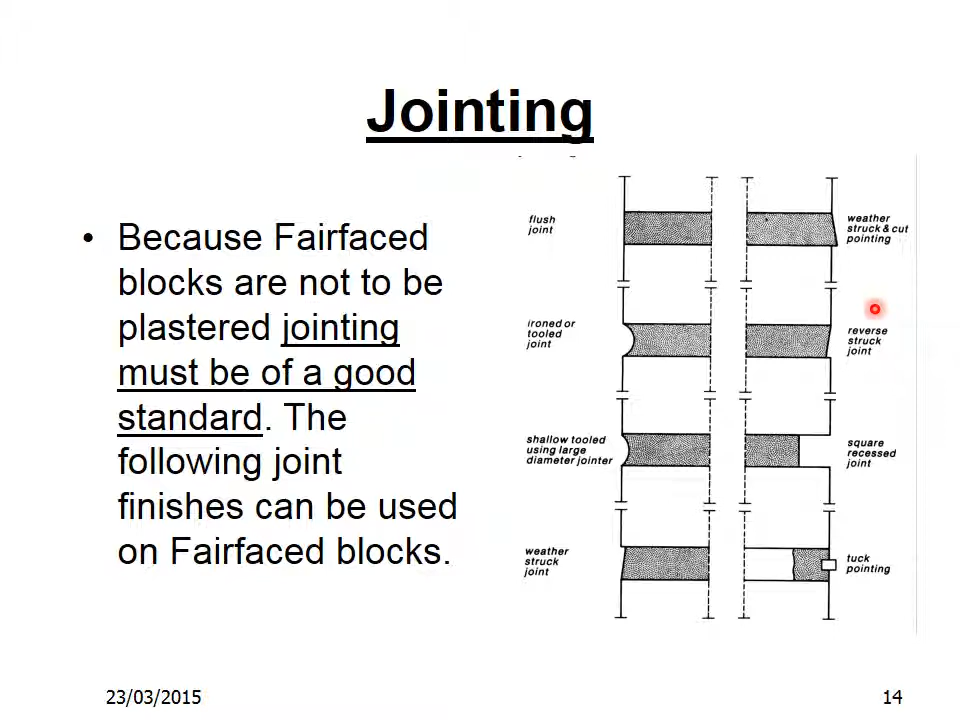 Jointing
• Because Fairfaced
blocks are not to be
plastered jointing
must be of a good
standard. The
following joint
finishes can be used
on Fairfaced blocks.
flush
joint
ironed or
tooled
joint
shallow tooled
using large
diameter jointer
weather
struck
joint
weather
struck & cut
pointing
reverse
struck
joint
square
recessed
joint
tuck
pointing
23/03/2015
14